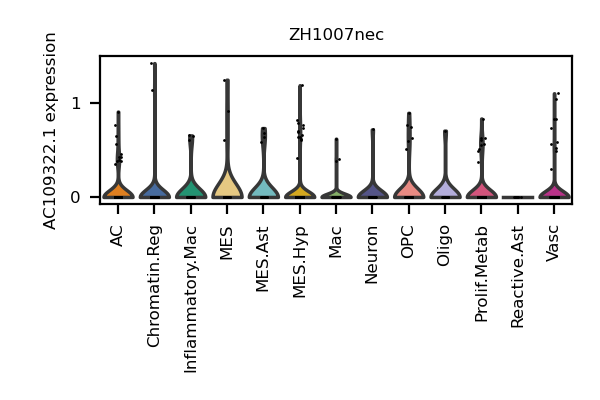 ZH1007nec
AC109322.1 expression
1
0
AC
Chromatin.Reg
Inflammatory.Mac
MES
MES.Ast
MES.Hyp
Mac
Neuron
OPC
Oligo
Prolif.Metab
Reactive.Ast
Vasc